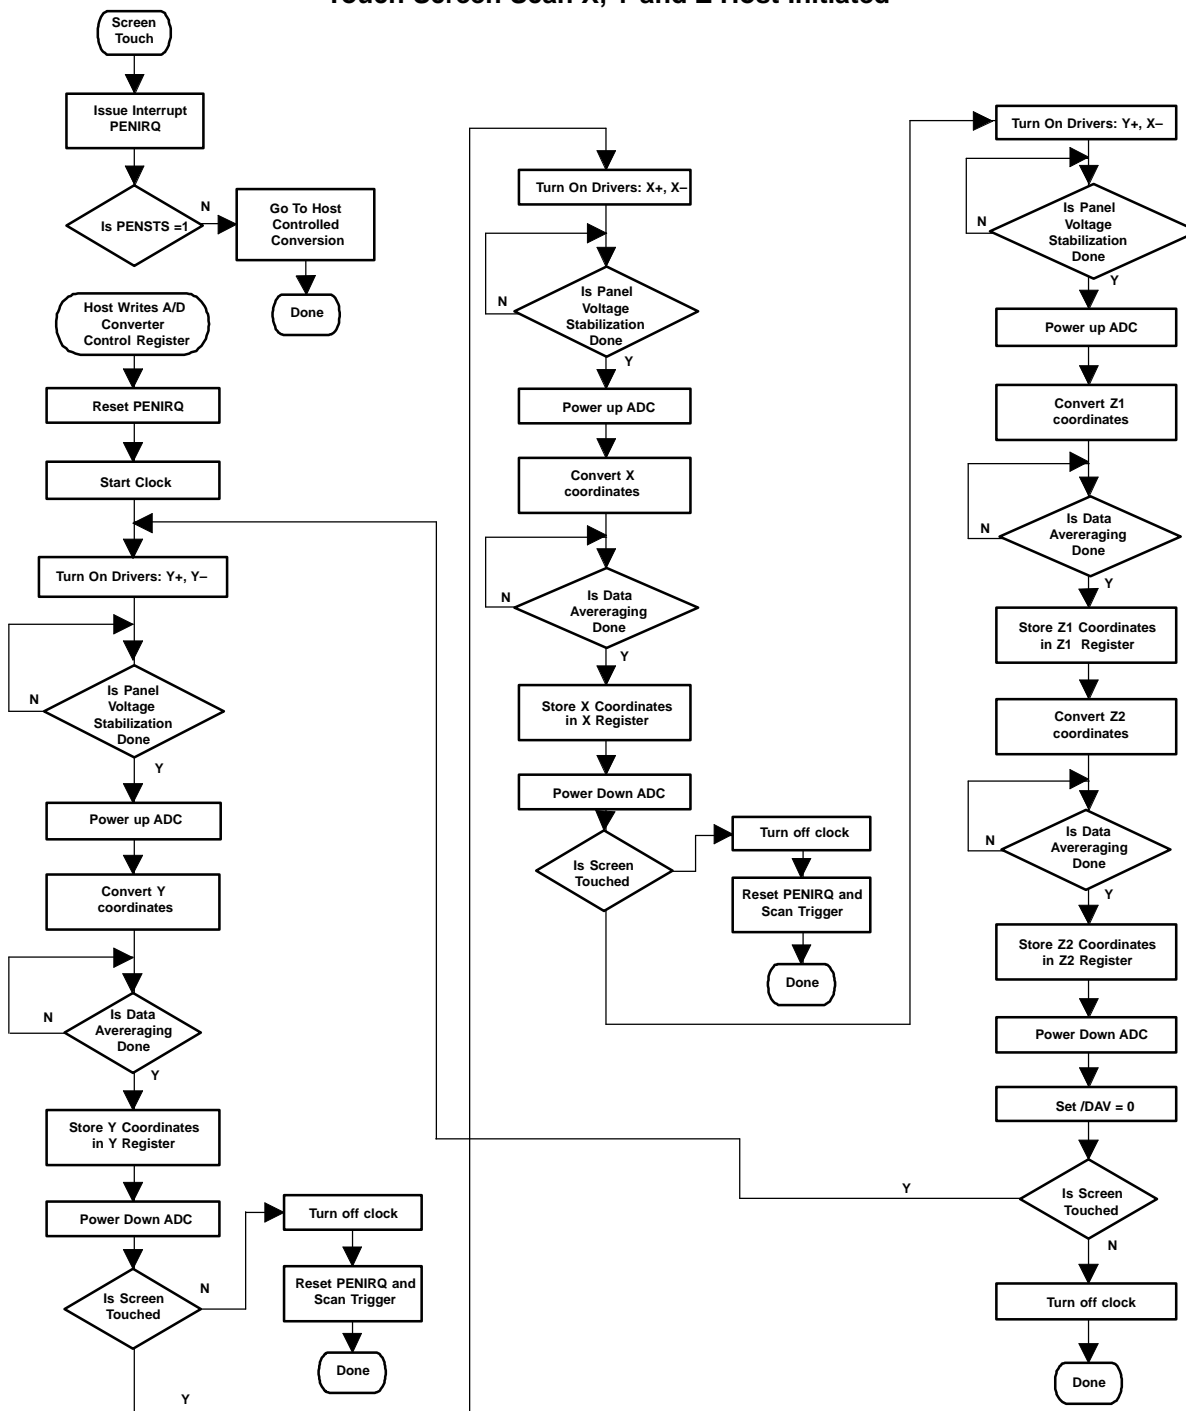 Touch Screen Scan X, Y and Z Host Initiated
Screen
Touch
Issue Interrupt
PENIRQ
Is PENSTS =1
N
Go To Host
Controlled
Conversion
Done
Host Writes A/D
Converter
Control Register
Reset PENIRQ
Start Clock
Turn On Drivers: Y+, Y–
Is Panel
Voltage
Stabilization
Done
N
Y
Power up ADC
Convert Y
coordinates
Is Data
Avereraging
Done
N
Y
Store Y Coordinates
in Y Register
Power Down ADC
Is Screen
Touched
N
Y
Turn off clock
Reset PENIRQ and
Scan Trigger
Done
Turn On Drivers: X+, X–
Is Panel
Voltage
Stabilization
Done
N
Y
Power up ADC
Convert X
coordinates
Is Data
Avereraging
Done
N
Y
Store X Coordinates
in X Register
Power Down ADC
Is Screen
Touched
Turn off clock
Reset PENIRQ and
Scan Trigger
Done
Turn On Drivers: Y+, X–
Is Panel
Voltage
Stabilization
Done
N
Y
Power up ADC
Convert Z1
coordinates
Is Data
Avereraging
Done
N
Y
Store Z1 Coordinates
in Z1 Register
Convert Z2
coordinates
Is Data
Avereraging
Done
N
Y
Store Z2 Coordinates
in Z2 Register
Power Down ADC
Set /DAV = 0
Is Screen
Touched
Y
N
Turn off clock
Done